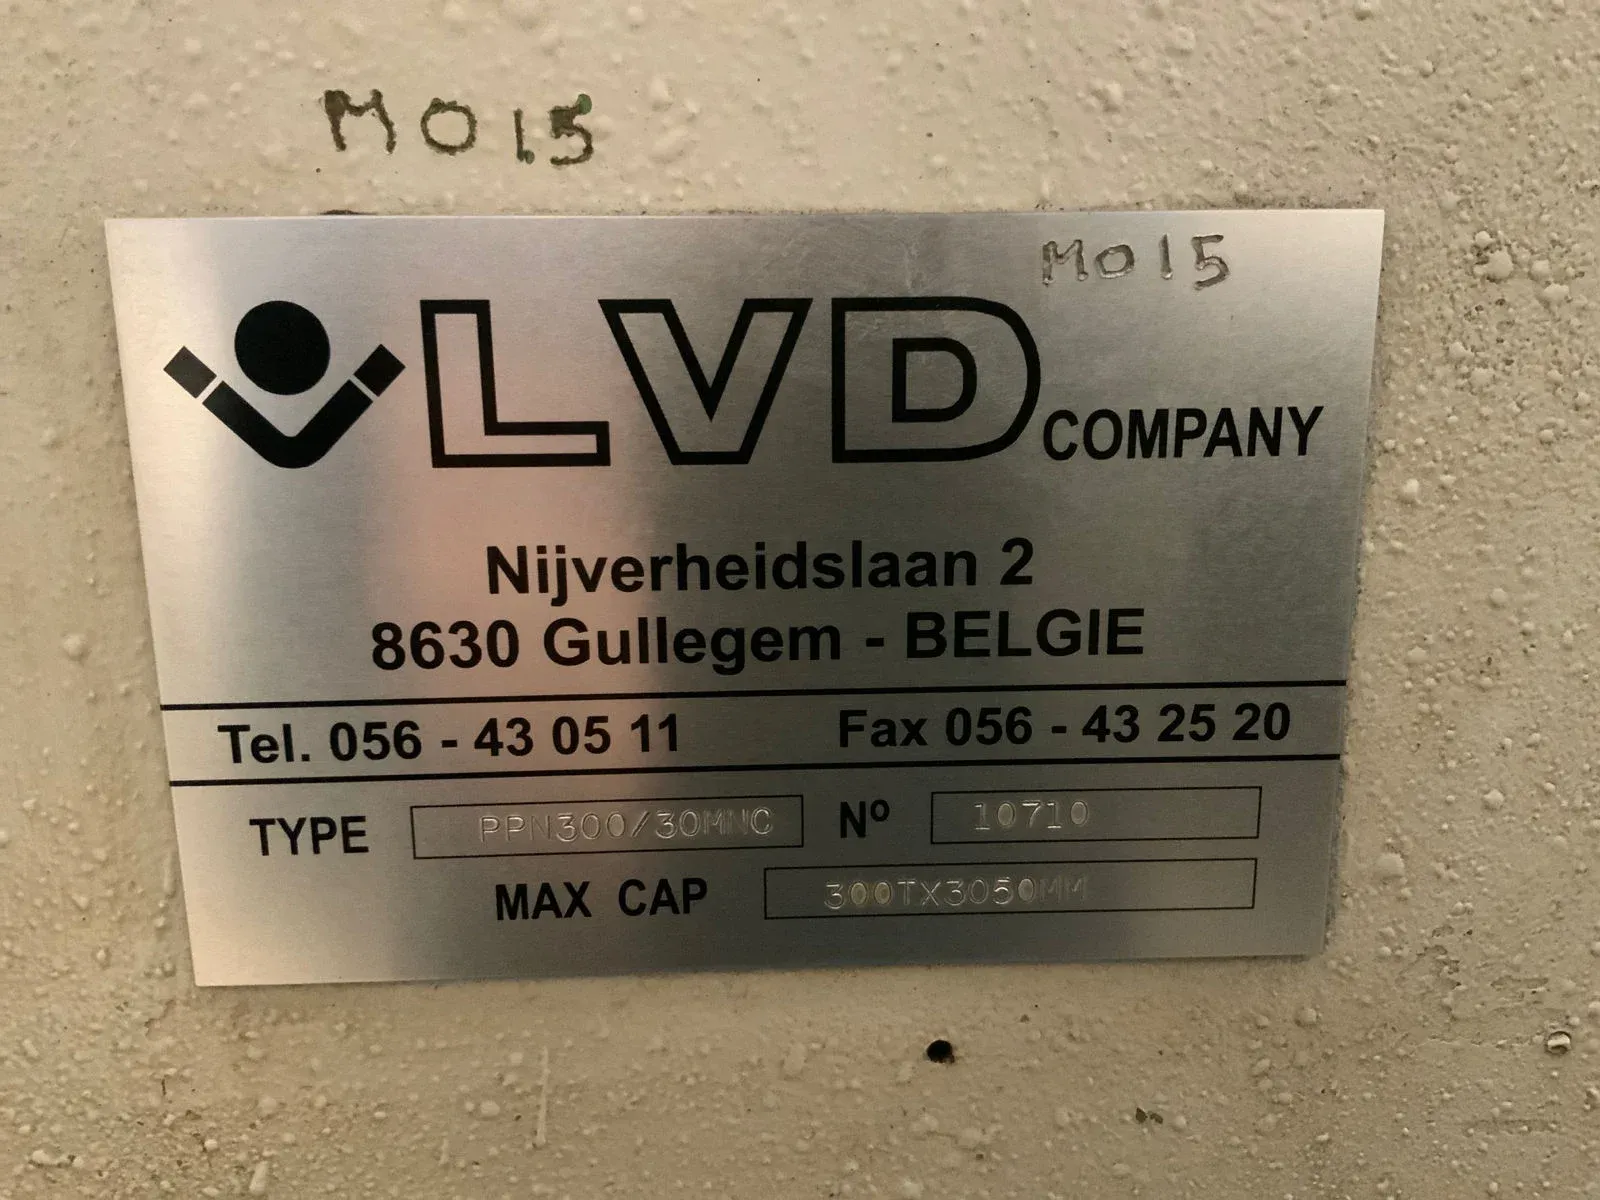 M015
M015
LVD COMPANY
Nijverheidslaan 2
8630 Gullegem - BELGIE
Tel. 056 - 43 05 11 Fax 056 - 43 25 20
TYPE PPN300/30MNC Nº 10710
MAX CAP 300TX3050MM